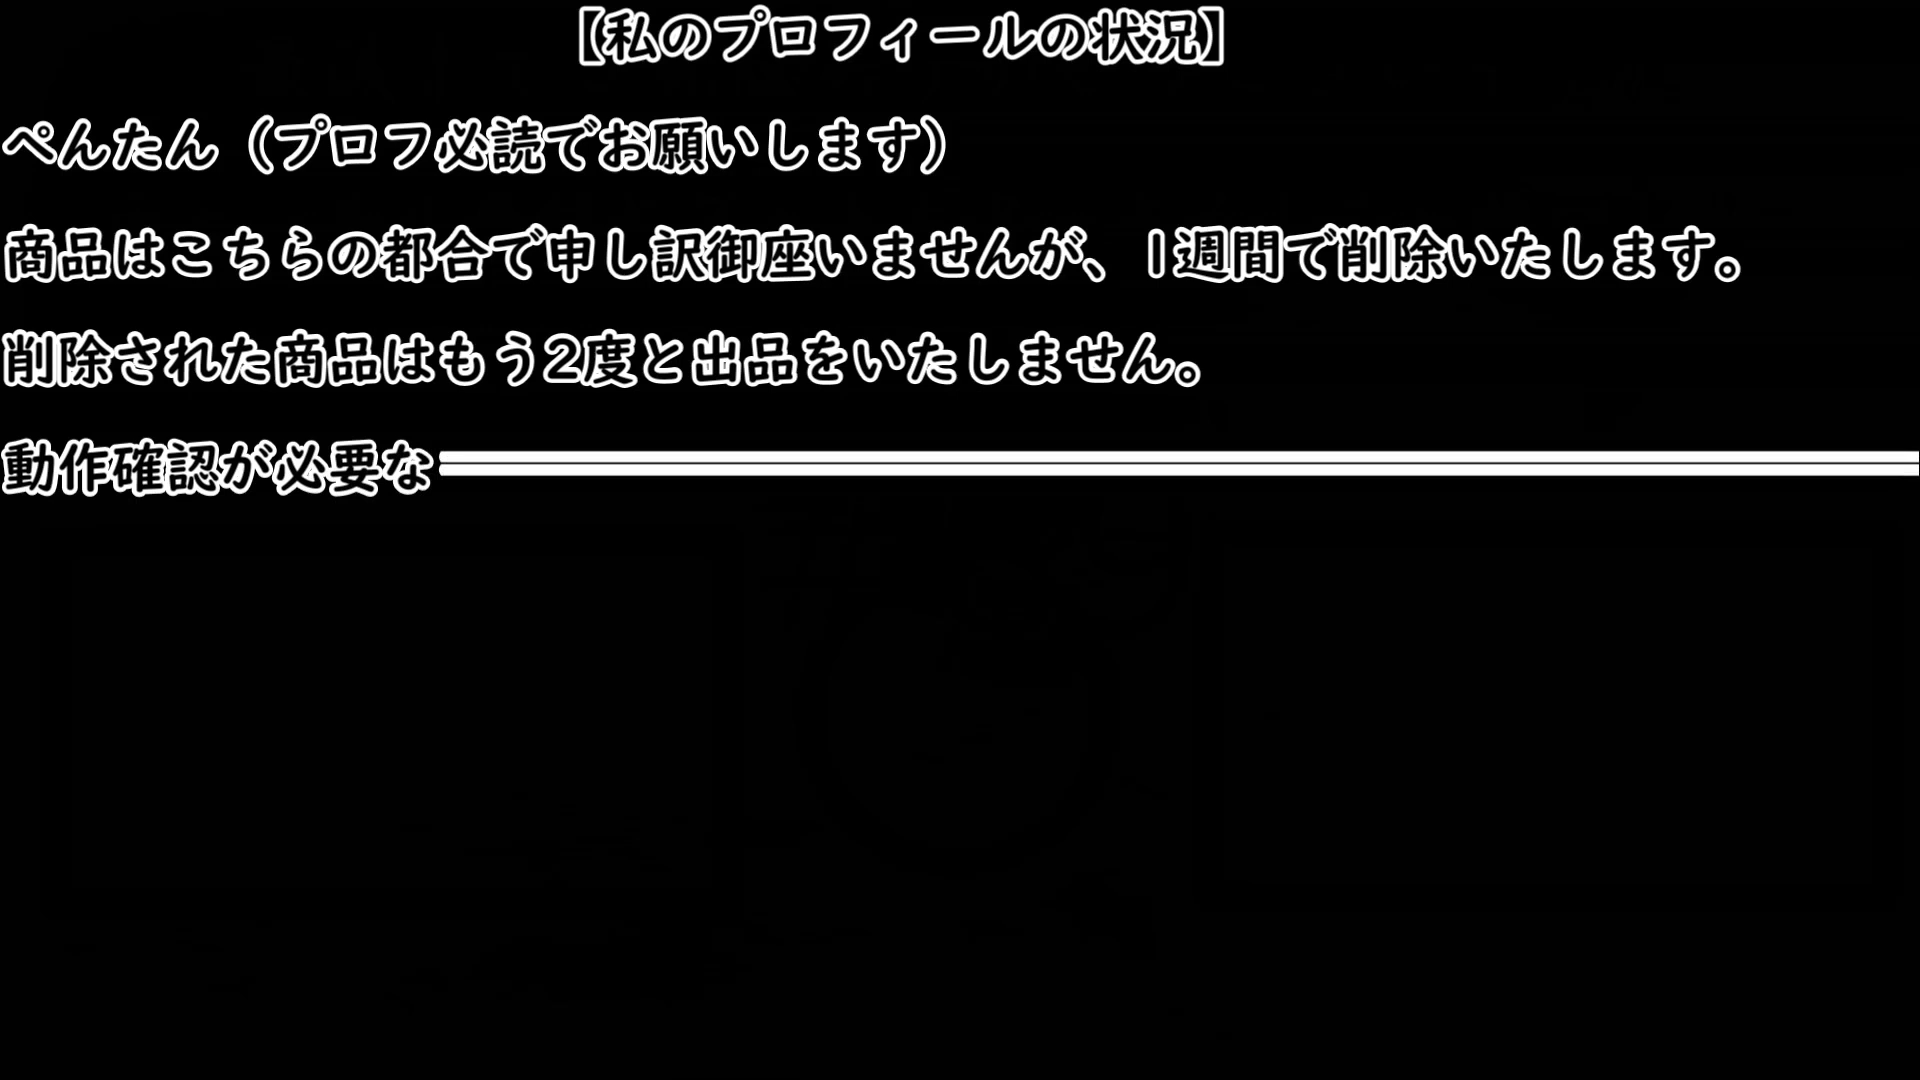 【私のプロフィールの状況】
ぺんたん（プロフ必読でお願いします）
商品はこちらの都合で申し訳御座いませんが、1週間で削除いたします。
削除された商品はもう2度と出品をいたしません。
動作確認が必要な